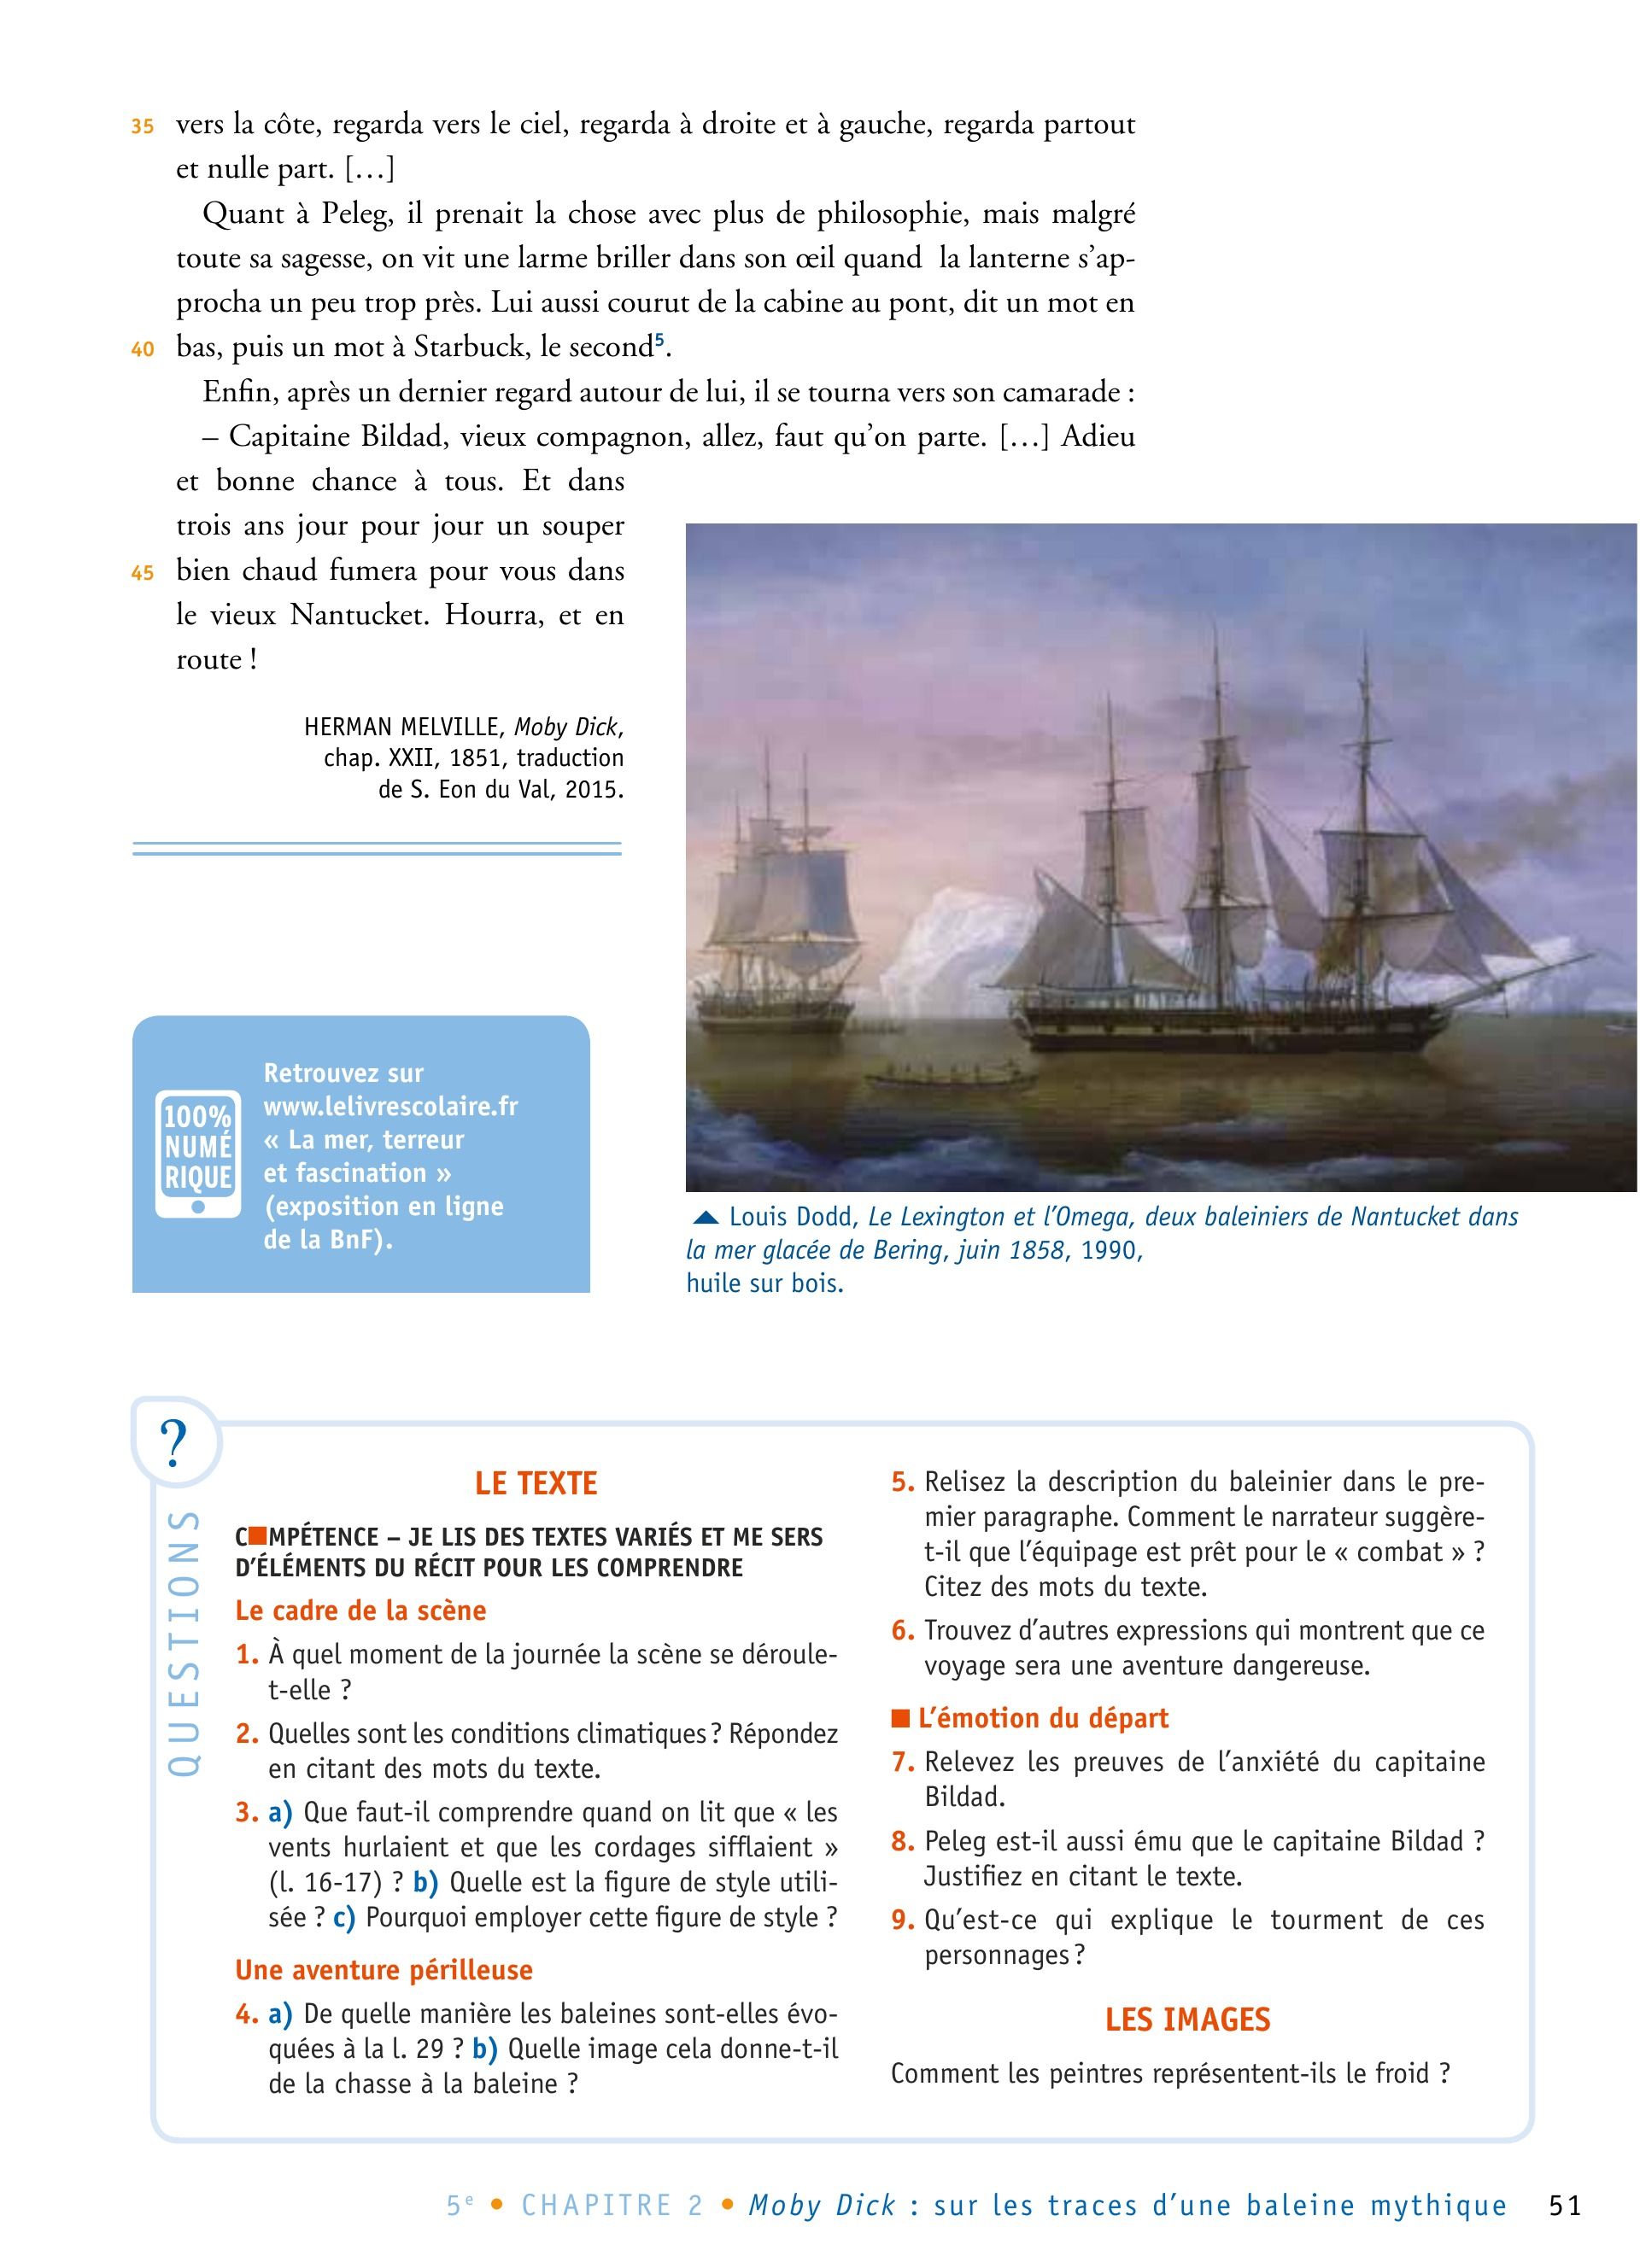 35 vers la côte, regarda vers le ciel, regarda à droite et à gauche, regarda partout
et nulle part. […]
Quant à Peleg, il prenait la chose avec plus de philosophie, mais malgré
toute sa sagesse, on vit une larme briller dans son œil quand la lanterne s’ap-
procha un peu trop près. Lui aussi courut de la cabine au pont, dit un mot en
40 bas, puis un mot à Starbuck, le second5.
Enfin, après un dernier regard autour de lui, il se tourna vers son camarade :
– Capitaine Bildad, vieux compagnon, allez, faut qu’on parte. […] Adieu
et bonne chance à tous. Et dans
trois ans jour pour jour un souper
45 bien chaud fumera pour vous dans
le vieux Nantucket. Hourra, et en
route !
HERMAN MELVILLE, Moby Dick,
chap. XXII, 1851, traduction
de S. Eon du Val, 2015.
100%
NUMÉ
RIQUE
Retrouvez sur
www.lelivrescolaire.fr
« La mer, terreur
et fascination »
(exposition en ligne
de la BnF).
Louis Dodd, Le Lexington et l’Omega, deux baleiniers de Nantucket dans
la mer glacée de Bering, juin 1858, 1990,
huile sur bois.
?
QUESTIONS
LE TEXTE
C■MPÉTENCE – JE LIS DES TEXTES VARIÉS ET ME SERS
D’ÉLÉMENTS DU RÉCIT POUR LES COMPRENDRE
Le cadre de la scène
1. À quel moment de la journée la scène se déroule-
t-elle ?
2. Quelles sont les conditions climatiques ? Répondez
en citant des mots du texte.
3. a) Que faut-il comprendre quand on lit que « les
vents hurlaient et que les cordages sifflaient »
(l. 16-17) ? b) Quelle est la figure de style utili-
sée ? c) Pourquoi employer cette figure de style ?
Une aventure périlleuse
4. a) De quelle manière les baleines sont-elles évo-
quées à la l. 29 ? b) Quelle image cela donne-t-il
de la chasse à la baleine ?
5. Relisez la description du baleinier dans le pre-
mier paragraphe. Comment le narrateur suggère-
t-il que l’équipage est prêt pour le « combat » ?
Citez des mots du texte.
6. Trouvez d’autres expressions qui montrent que ce
voyage sera une aventure dangereuse.
■ L’émotion du départ
7. Relevez les preuves de l’anxiété du capitaine
Bildad.
8. Peleg est-il aussi ému que le capitaine Bildad ?
Justifiez en citant le texte.
9. Qu’est-ce qui explique le tourment de ces
personnages ?
LES IMAGES
Comment les peintres représentent-ils le froid ?
5e • CHAPITRE 2 • Moby Dick : sur les traces d’une baleine mythique 51